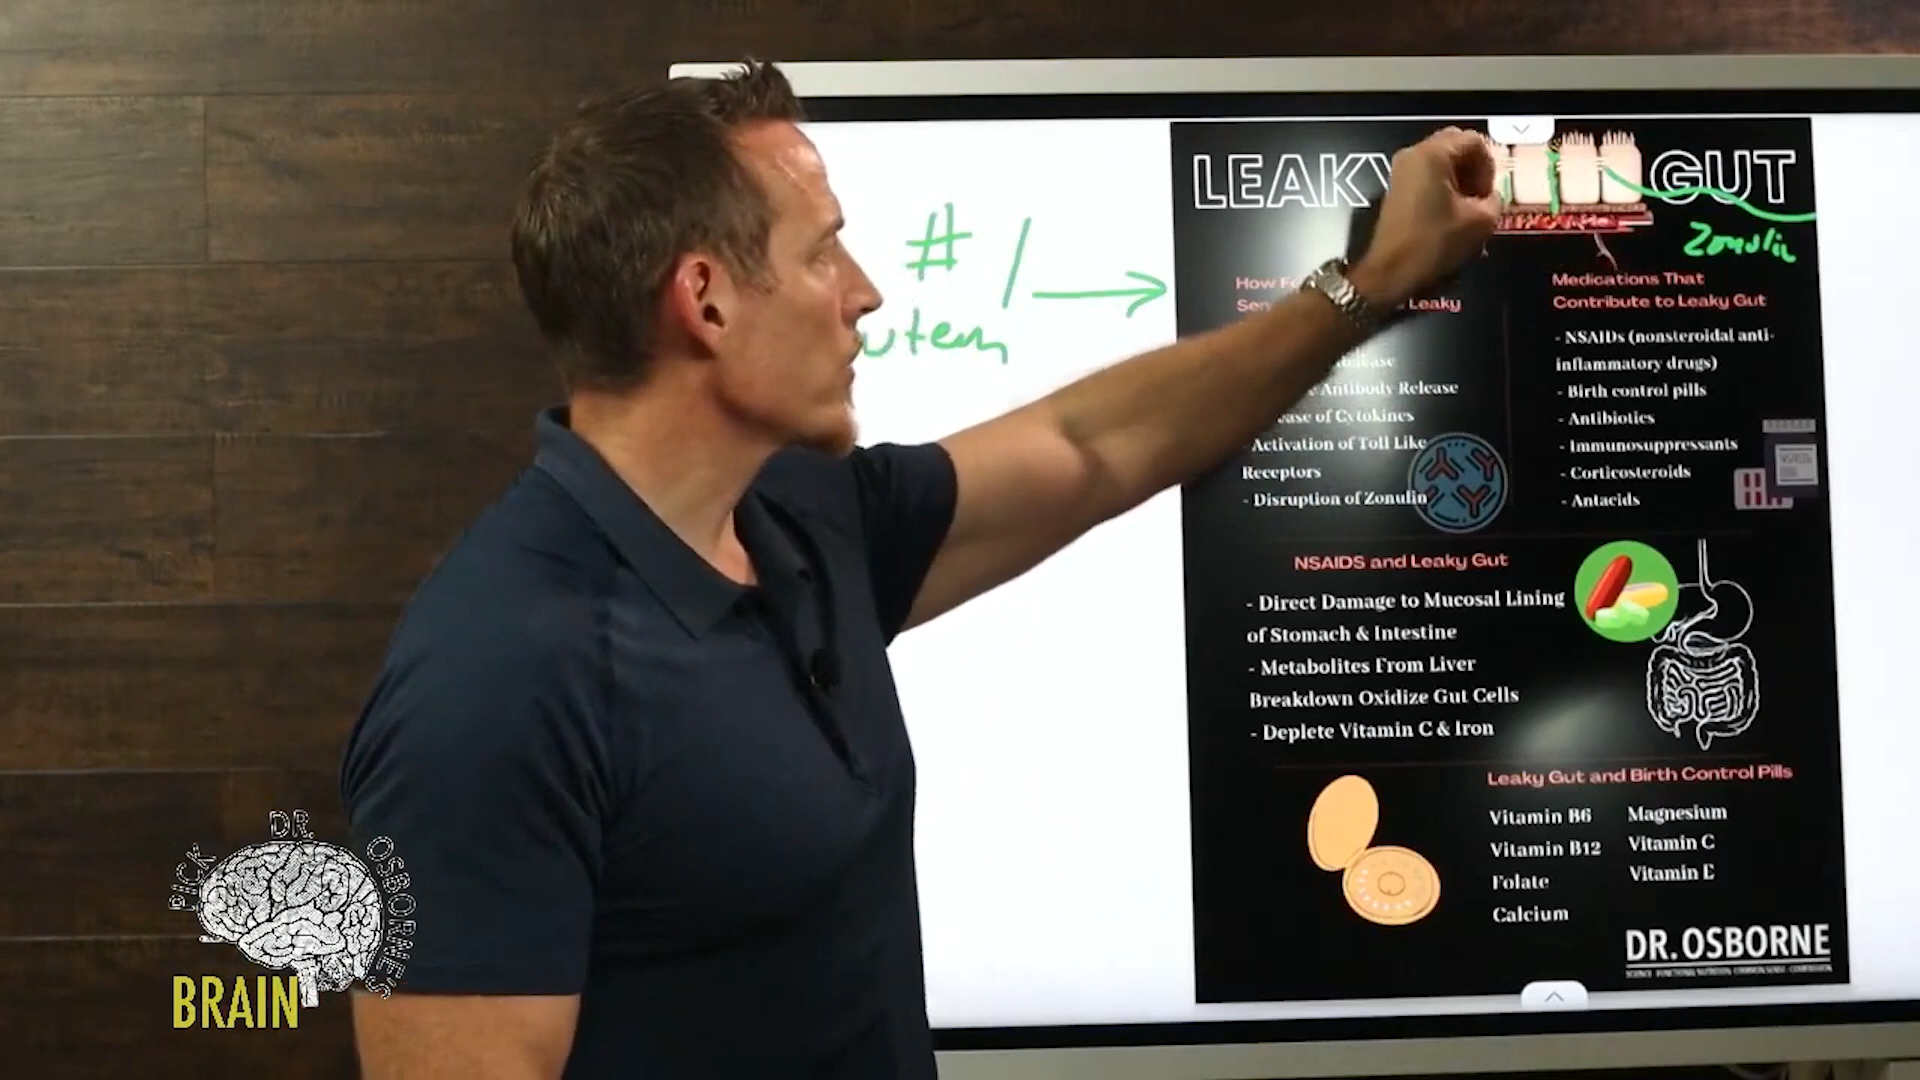 LEAKY GUT
Zonulin
# 1
How
Leaky
Antibody Release
of Cytokines
Activation of Toll Like
Receptors
- Disruption of Zonulin
Medications That
Contribute to Leaky Gut
- NSAIDs (nonsteroidal anti-
inflammatory drugs)
- Birth control pills
- Antibiotics
- Immunosuppressants
- Corticosteroids
- Antacids
NSAIDS and Leaky Gut
- Direct Damage to Mucosal Lining
of Stomach & Intestine
- Metabolites From Liver
Breakdown Oxidize Gut Cells
- Deplete Vitamin C & Iron
Leaky Gut and Birth Control Pills
Vitamin B6
Vitamin B12
Folate
Calcium
Magnesium
Vitamin C
Vitamin E
DR. OSBORNE
PICK DR. OSBORNE'S
BRAIN